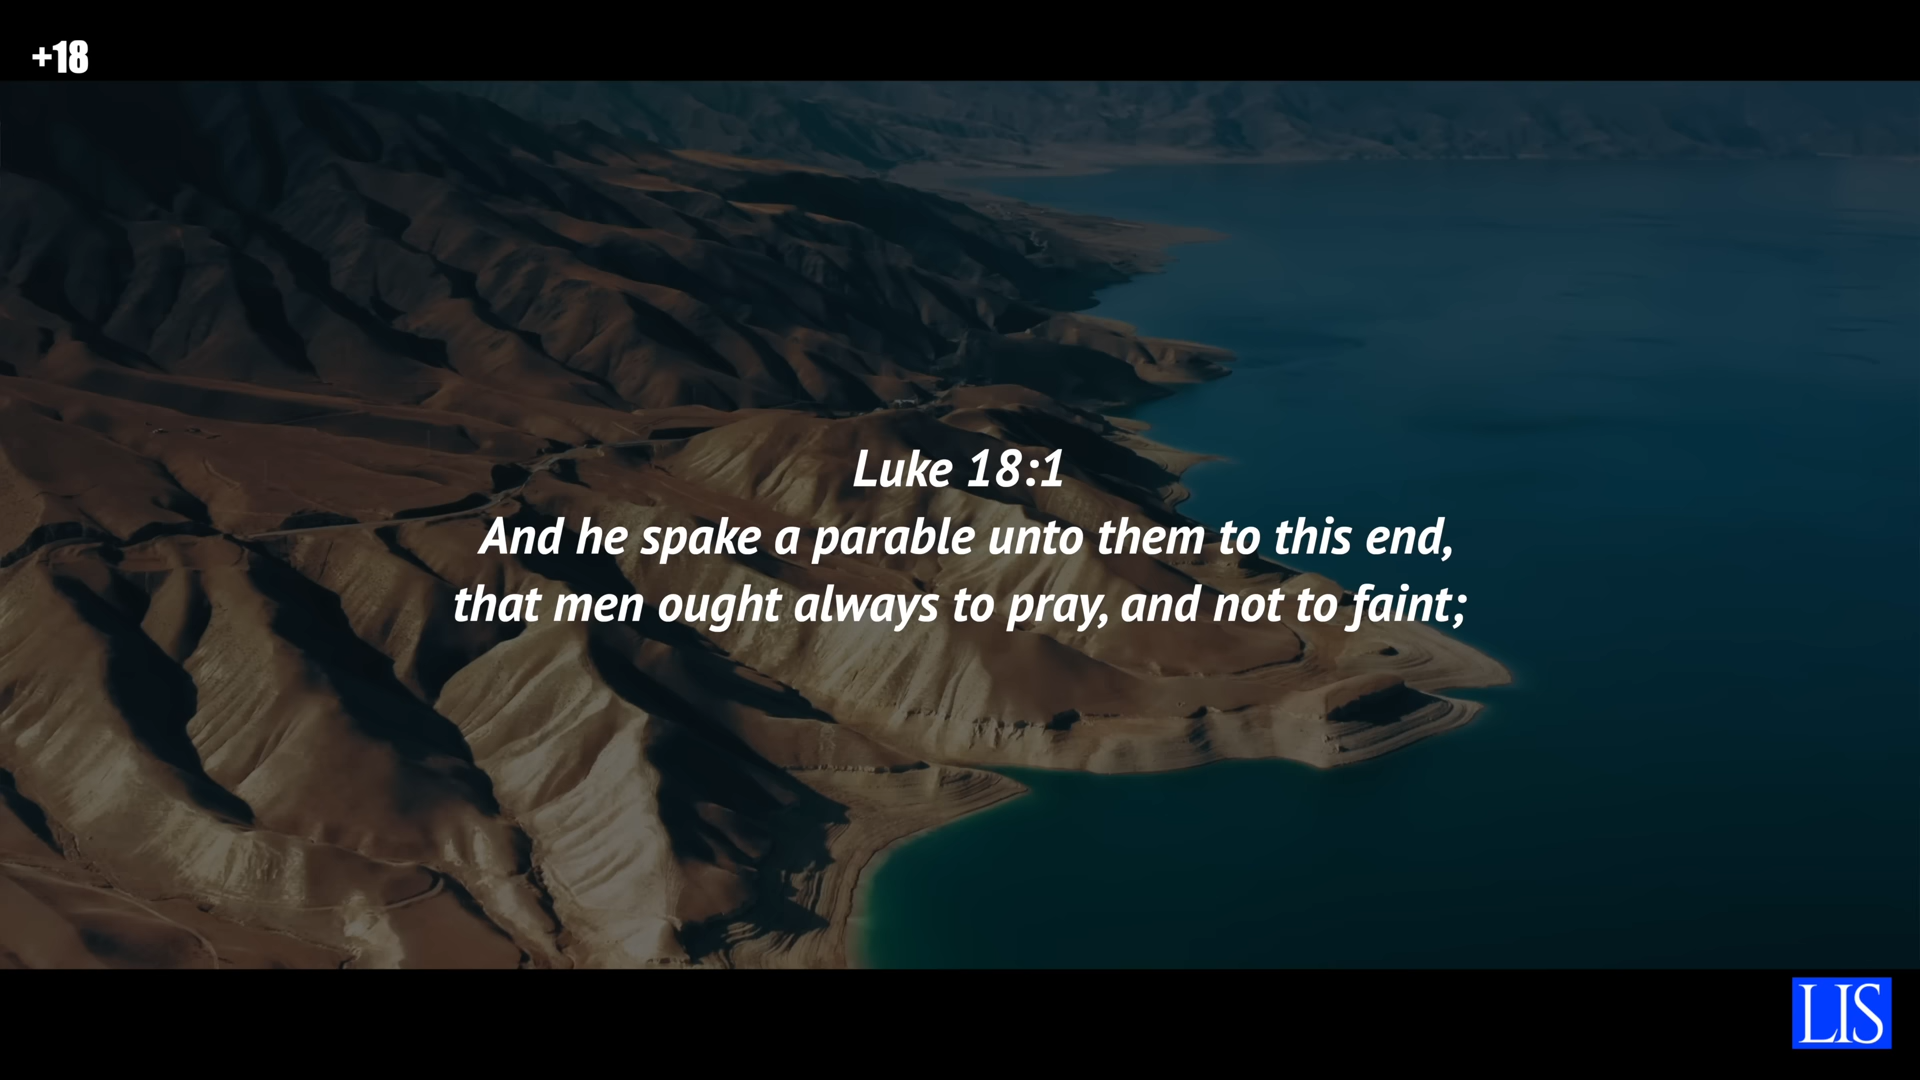 +18
Luke 18:1
And he spake a parable unto them to this end,
that men ought always to pray, and not to faint;
LIS